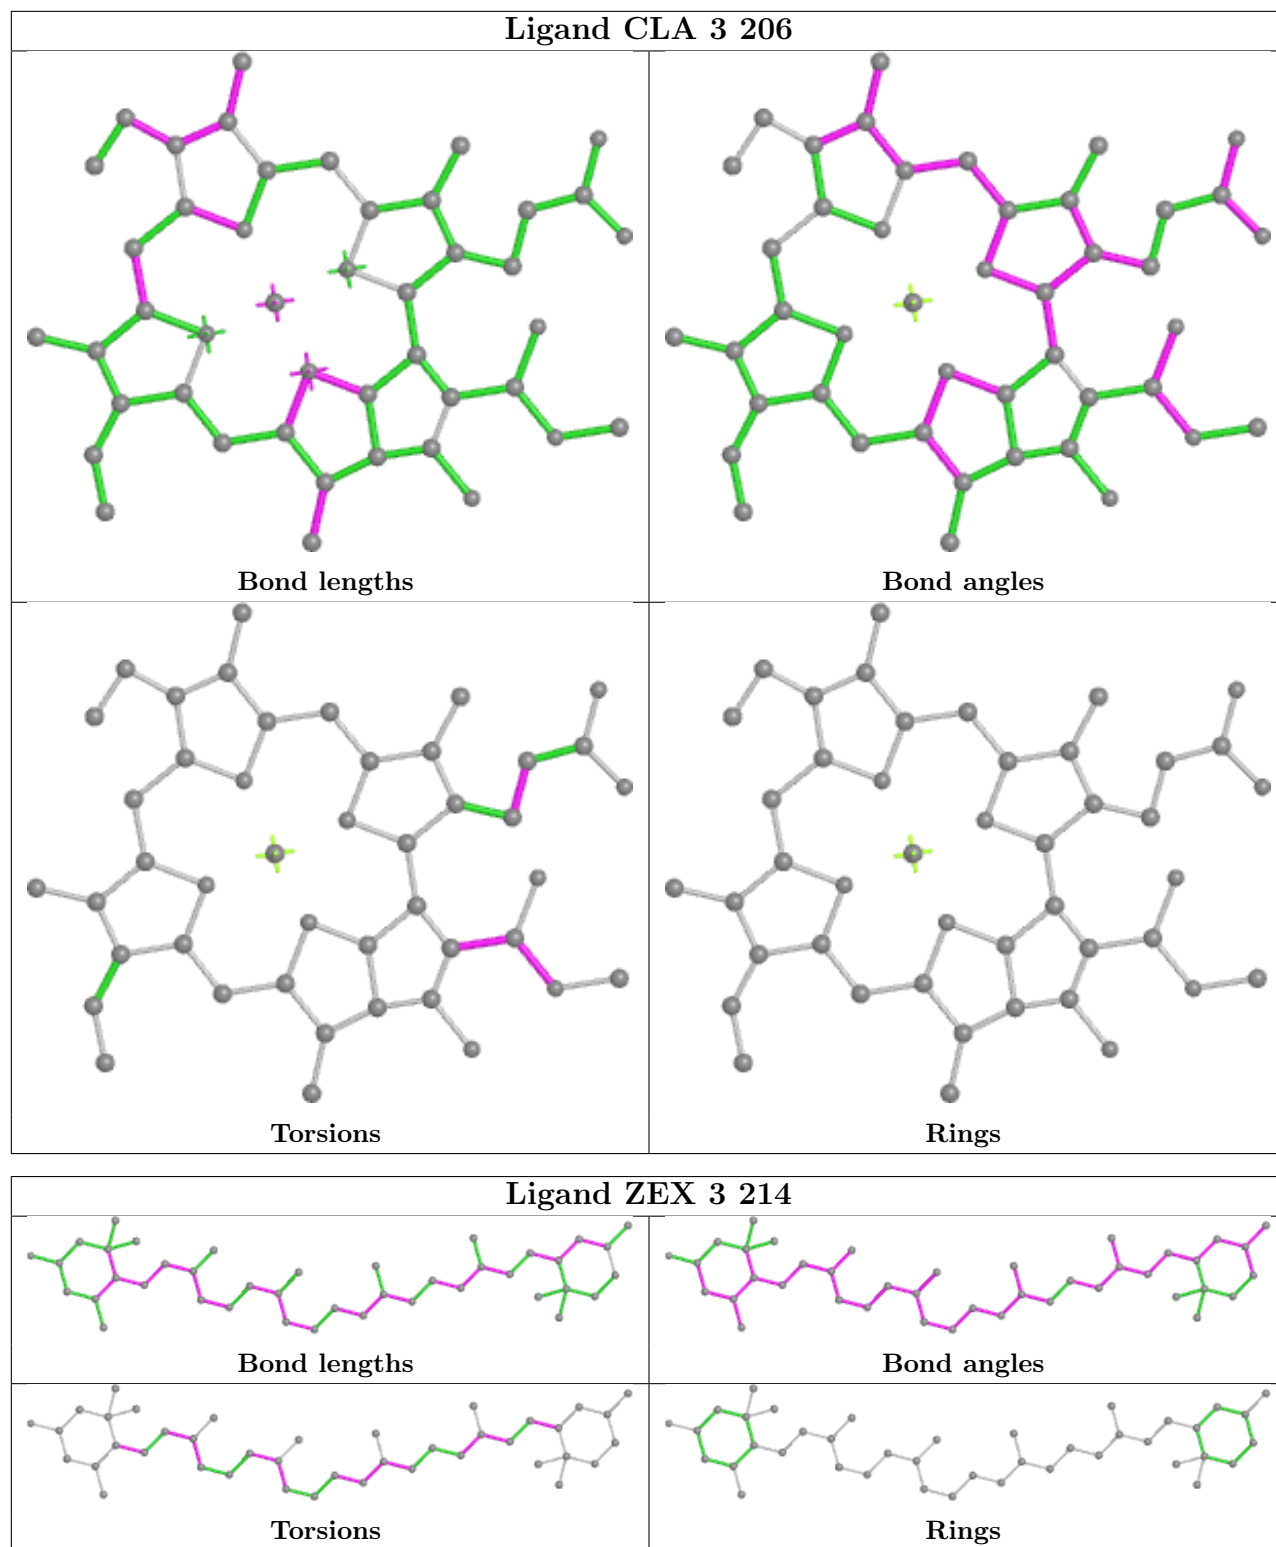 Ligand CLA 3 206
Bond lengths
Bond angles
Torsions
Rings
Ligand ZEX 3 214
Bond lengths
Bond angles
Torsions
Rings